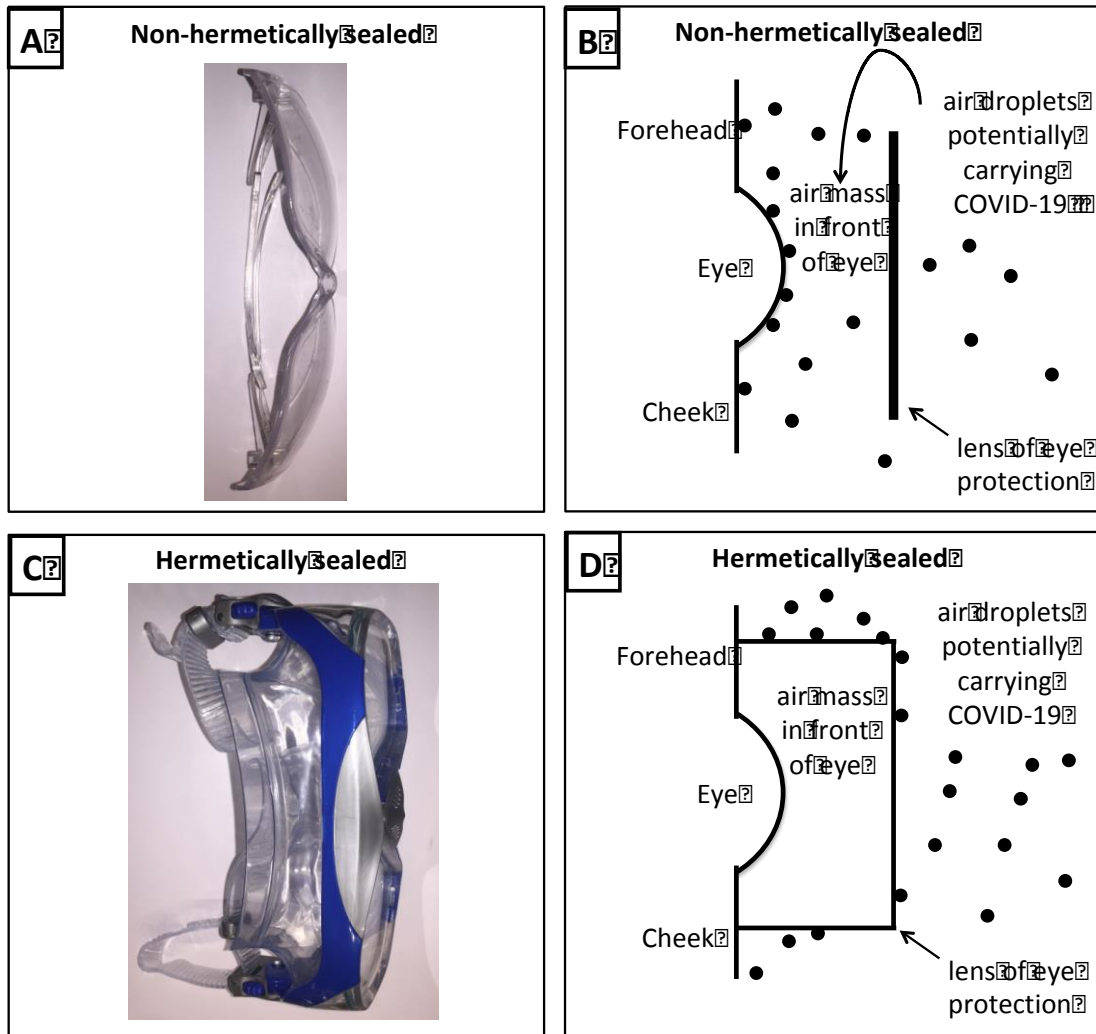 A⍰
Non-hermetically⍰sealed⍰
B⍰
Non-hermetically⍰sealed⍰
Forehead⍰
air⍰mass⍰
in⍰front⍰
of⍰eye⍰
Eye⍰
Cheek⍰
air⍰droplets⍰
potentially⍰
carrying⍰
COVID-19⍰⍰⍰
lens⍰of⍰eye⍰
protection⍰
C⍰
Hermetically⍰sealed⍰
D⍰
Hermetically⍰sealed⍰
Forehead⍰
air⍰mass⍰
in⍰front⍰
of⍰eye⍰
Eye⍰
Cheek⍰
air⍰droplets⍰
potentially⍰
carrying⍰
COVID-19⍰
lens⍰of⍰eye⍰
protection⍰